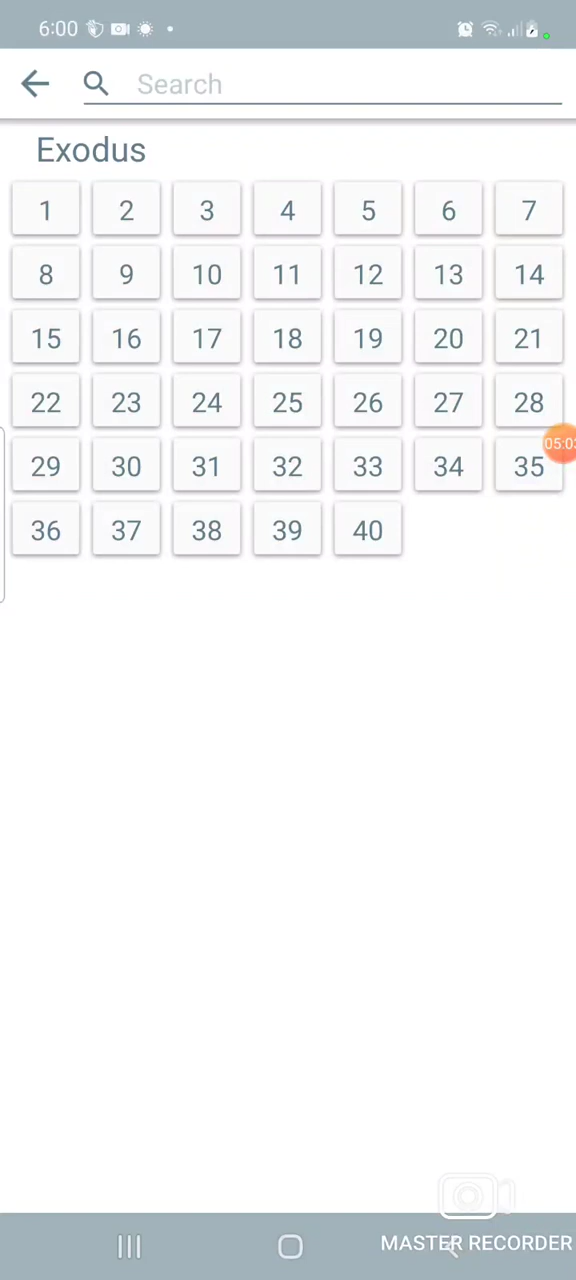 6:00
Search
Exodus
1 2 3 4 5 6 7
8 9 10 11 12 13 14
15 16 17 18 19 20 21
22 23 24 25 26 27 28
29 30 31 32 33 34 35
36 37 38 39 40
MASTER RECORDER